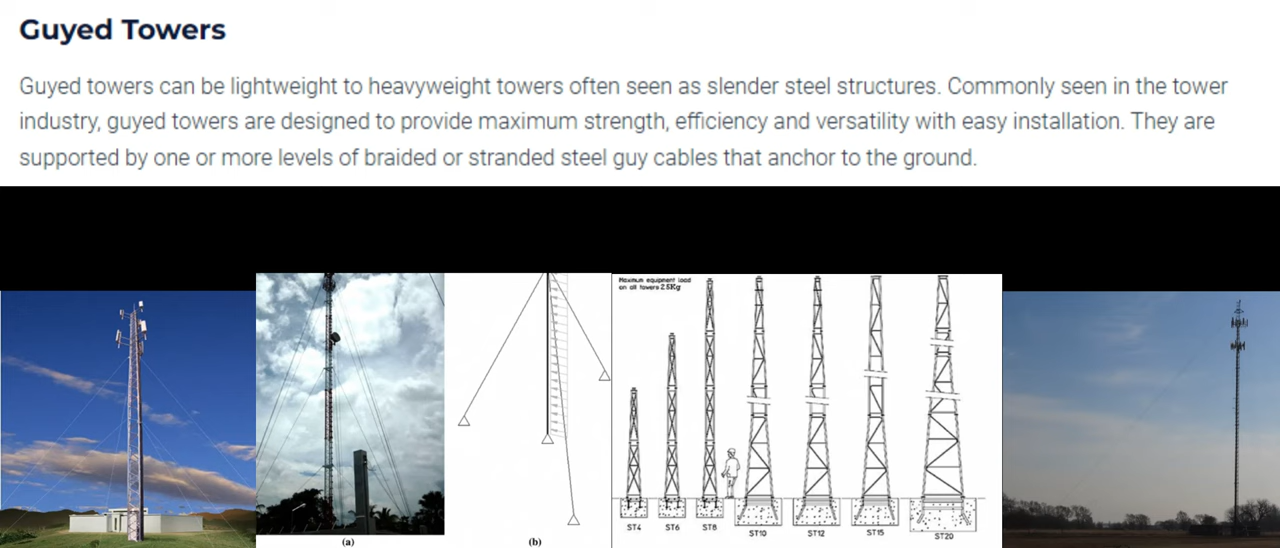 Guyed Towers
Guyed towers can be lightweight to heavyweight towers often seen as slender steel structures. Commonly seen in the tower
industry, guyed towers are designed to provide maximum strength, efficiency and versatility with easy installation. They are
supported by one or more levels of braided or stranded steel guy cables that anchor to the ground.
Maximum equipment load
on all towers 25Kg
ST4 ST6 ST8 ST10 ST12 ST15 ST20
(a) (b)